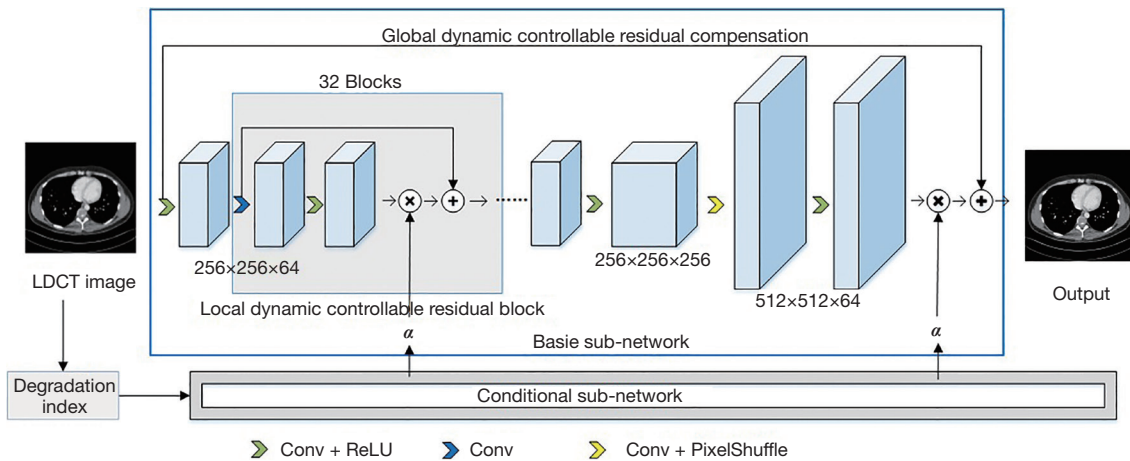 Global dynamic controllable residual compensation
32 Blocks
256×256×64
256×256×256
512×512×64
LDCT image
Local dynamic controllable residual block
Output
α
α
Basie sub-network
Degradation
index
Conditional sub-network
Conv + ReLU
Conv
Conv + PixelShuffle